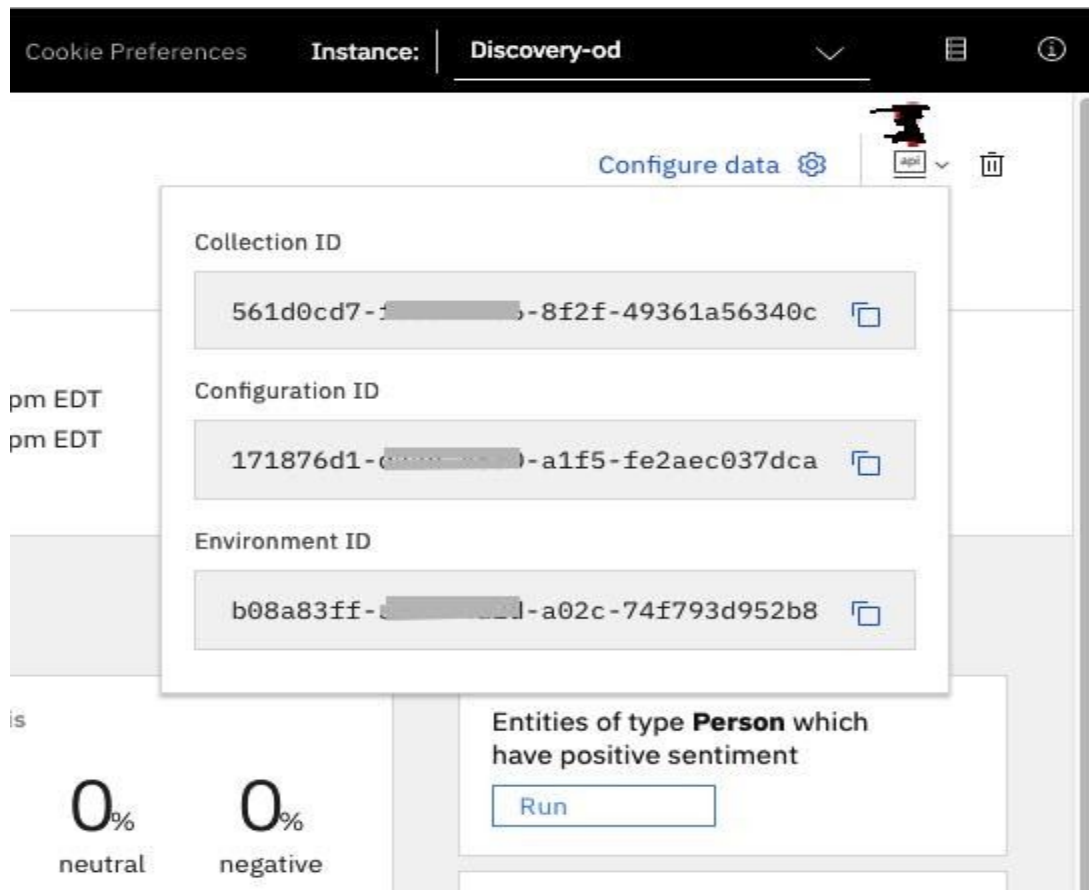 Cookie Preferences Instance: Discovery-od
Configure data api
Collection ID
561d0cd7- -8f2f-49361a56340c
pm EDT
Configuration ID
pm EDT
171876d1- -a1f5-fe2aec037dca
Environment ID
b08a83ff- -a02c-74f793d952b8
is
Entities of type Person which
have positive sentiment
Run
0% 0%
neutral negative